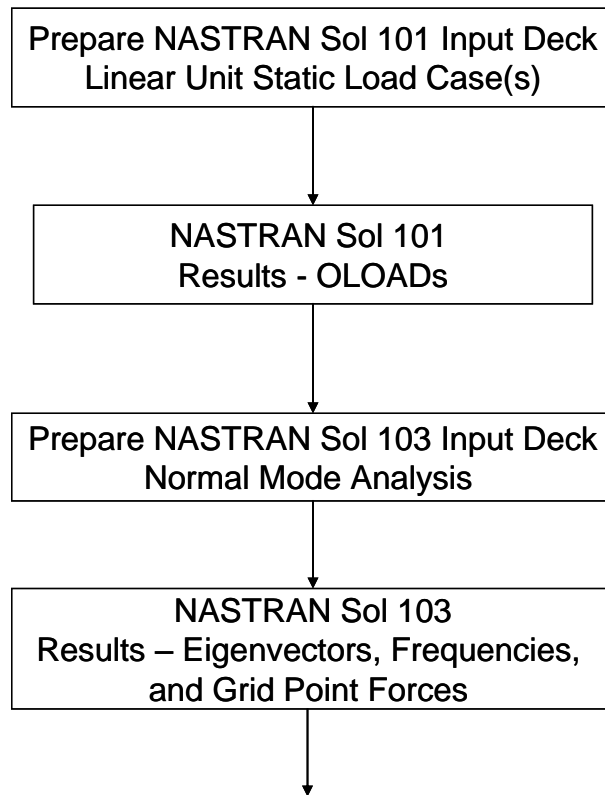 Prepare NASTRAN Sol 101 Input Deck
Linear Unit Static Load Case(s)
NASTRAN Sol 101
Results - OLOADs
Prepare NASTRAN Sol 103 Input Deck
Normal Mode Analysis
NASTRAN Sol 103
Results – Eigenvectors, Frequencies,
and Grid Point Forces